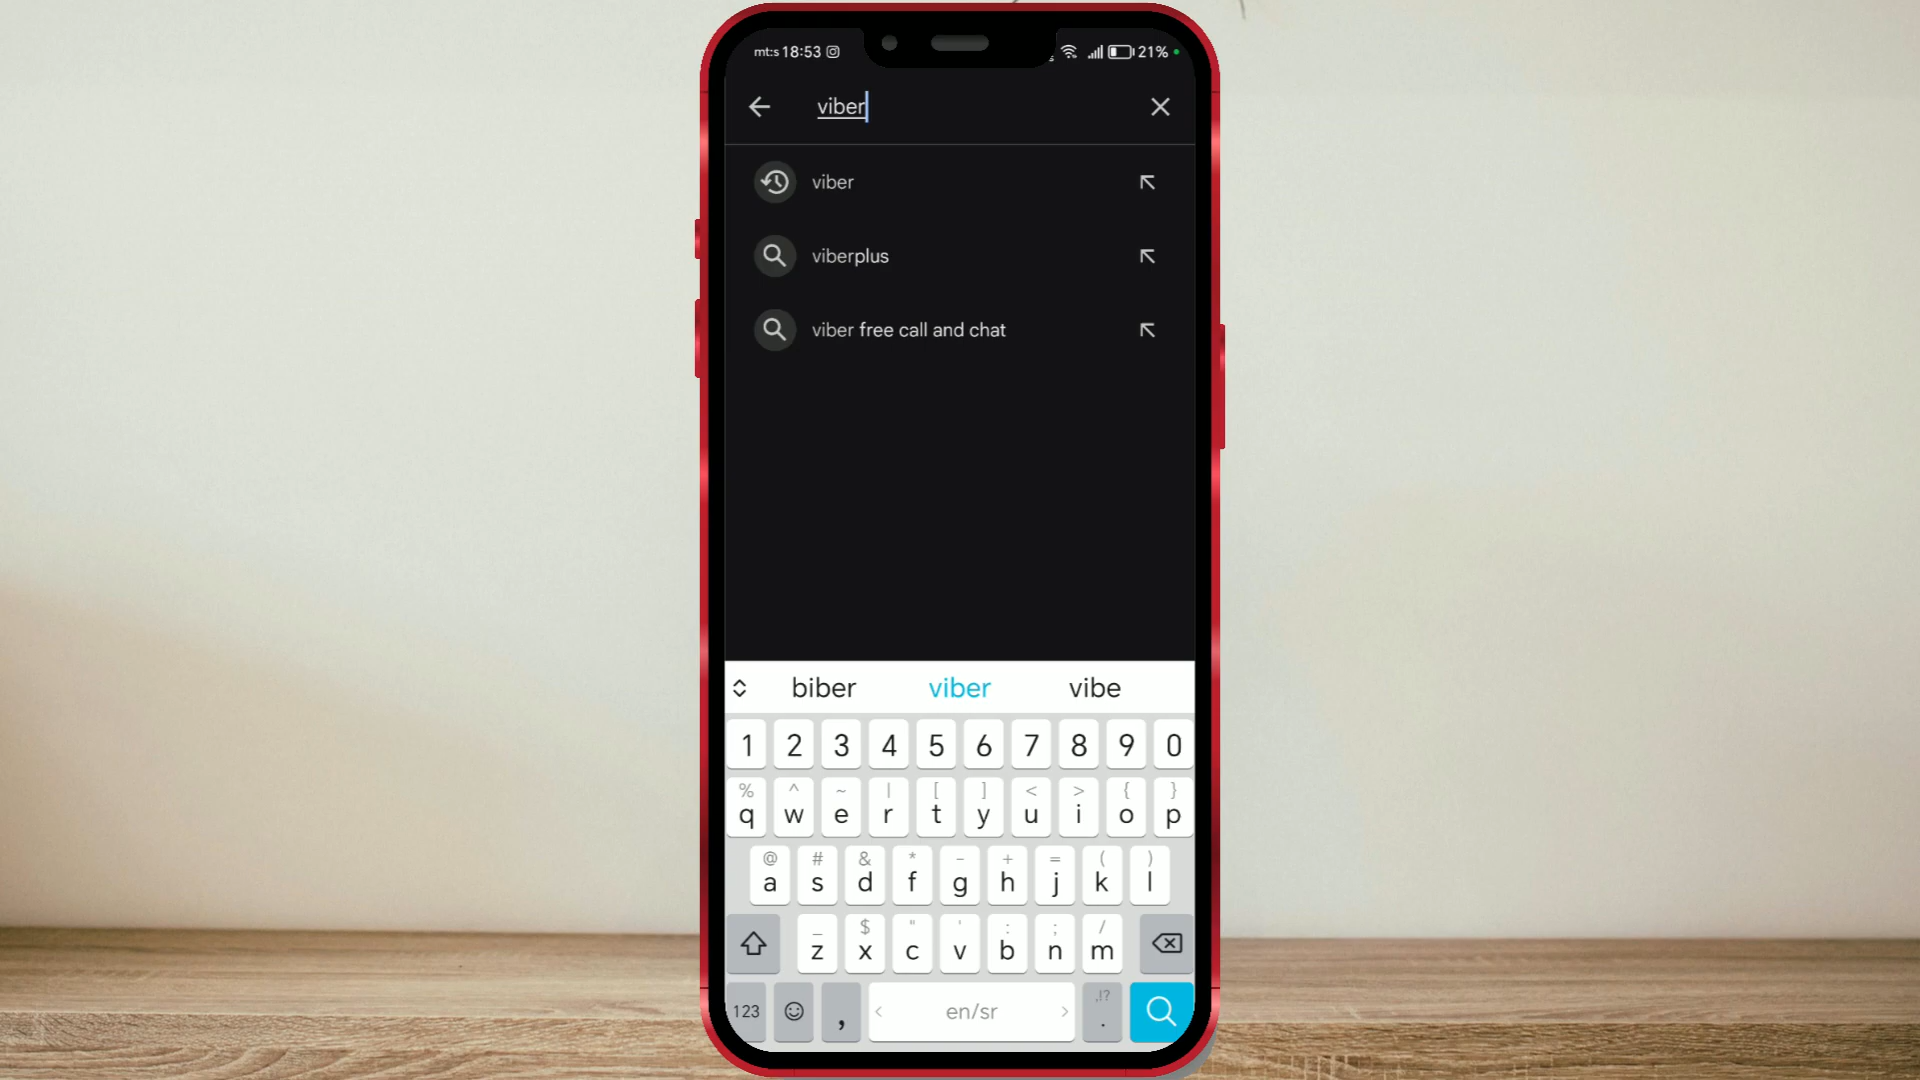 mt:s 18:53 21%
viber
viber
viberplus
viber free call and chat
biber viber vibe
1 2 3 4 5 6 7 8 9 0
% ^ ~ | [ ] < > { }
q w e r t y u i o p
@ # & * - + = ( )
a s d f g h j k l
_ $ " ' : ; /
z x c v b n m
123 , < en/sr > ,!? .